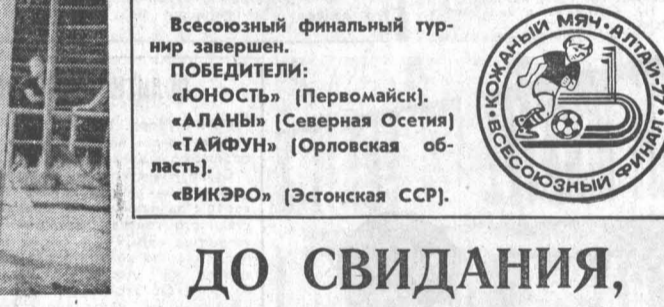 Всесоюзный финальный тур-
нир завершен.
ПОБЕДИТЕЛИ:
«ЮНОСТЬ» (Первомайск).
«АЛАНЫ» (Северная Осетия)
«ТАЙФУН» (Орловская об-
ласть).
«ВИКЭРО» (Эстонская ССР).
КОЖАНЫЙ МЯЧ • АЛТАЙ-77
• ВСЕСОЮЗНЫЙ ФИНАЛ
ДО СВИДАНИЯ,